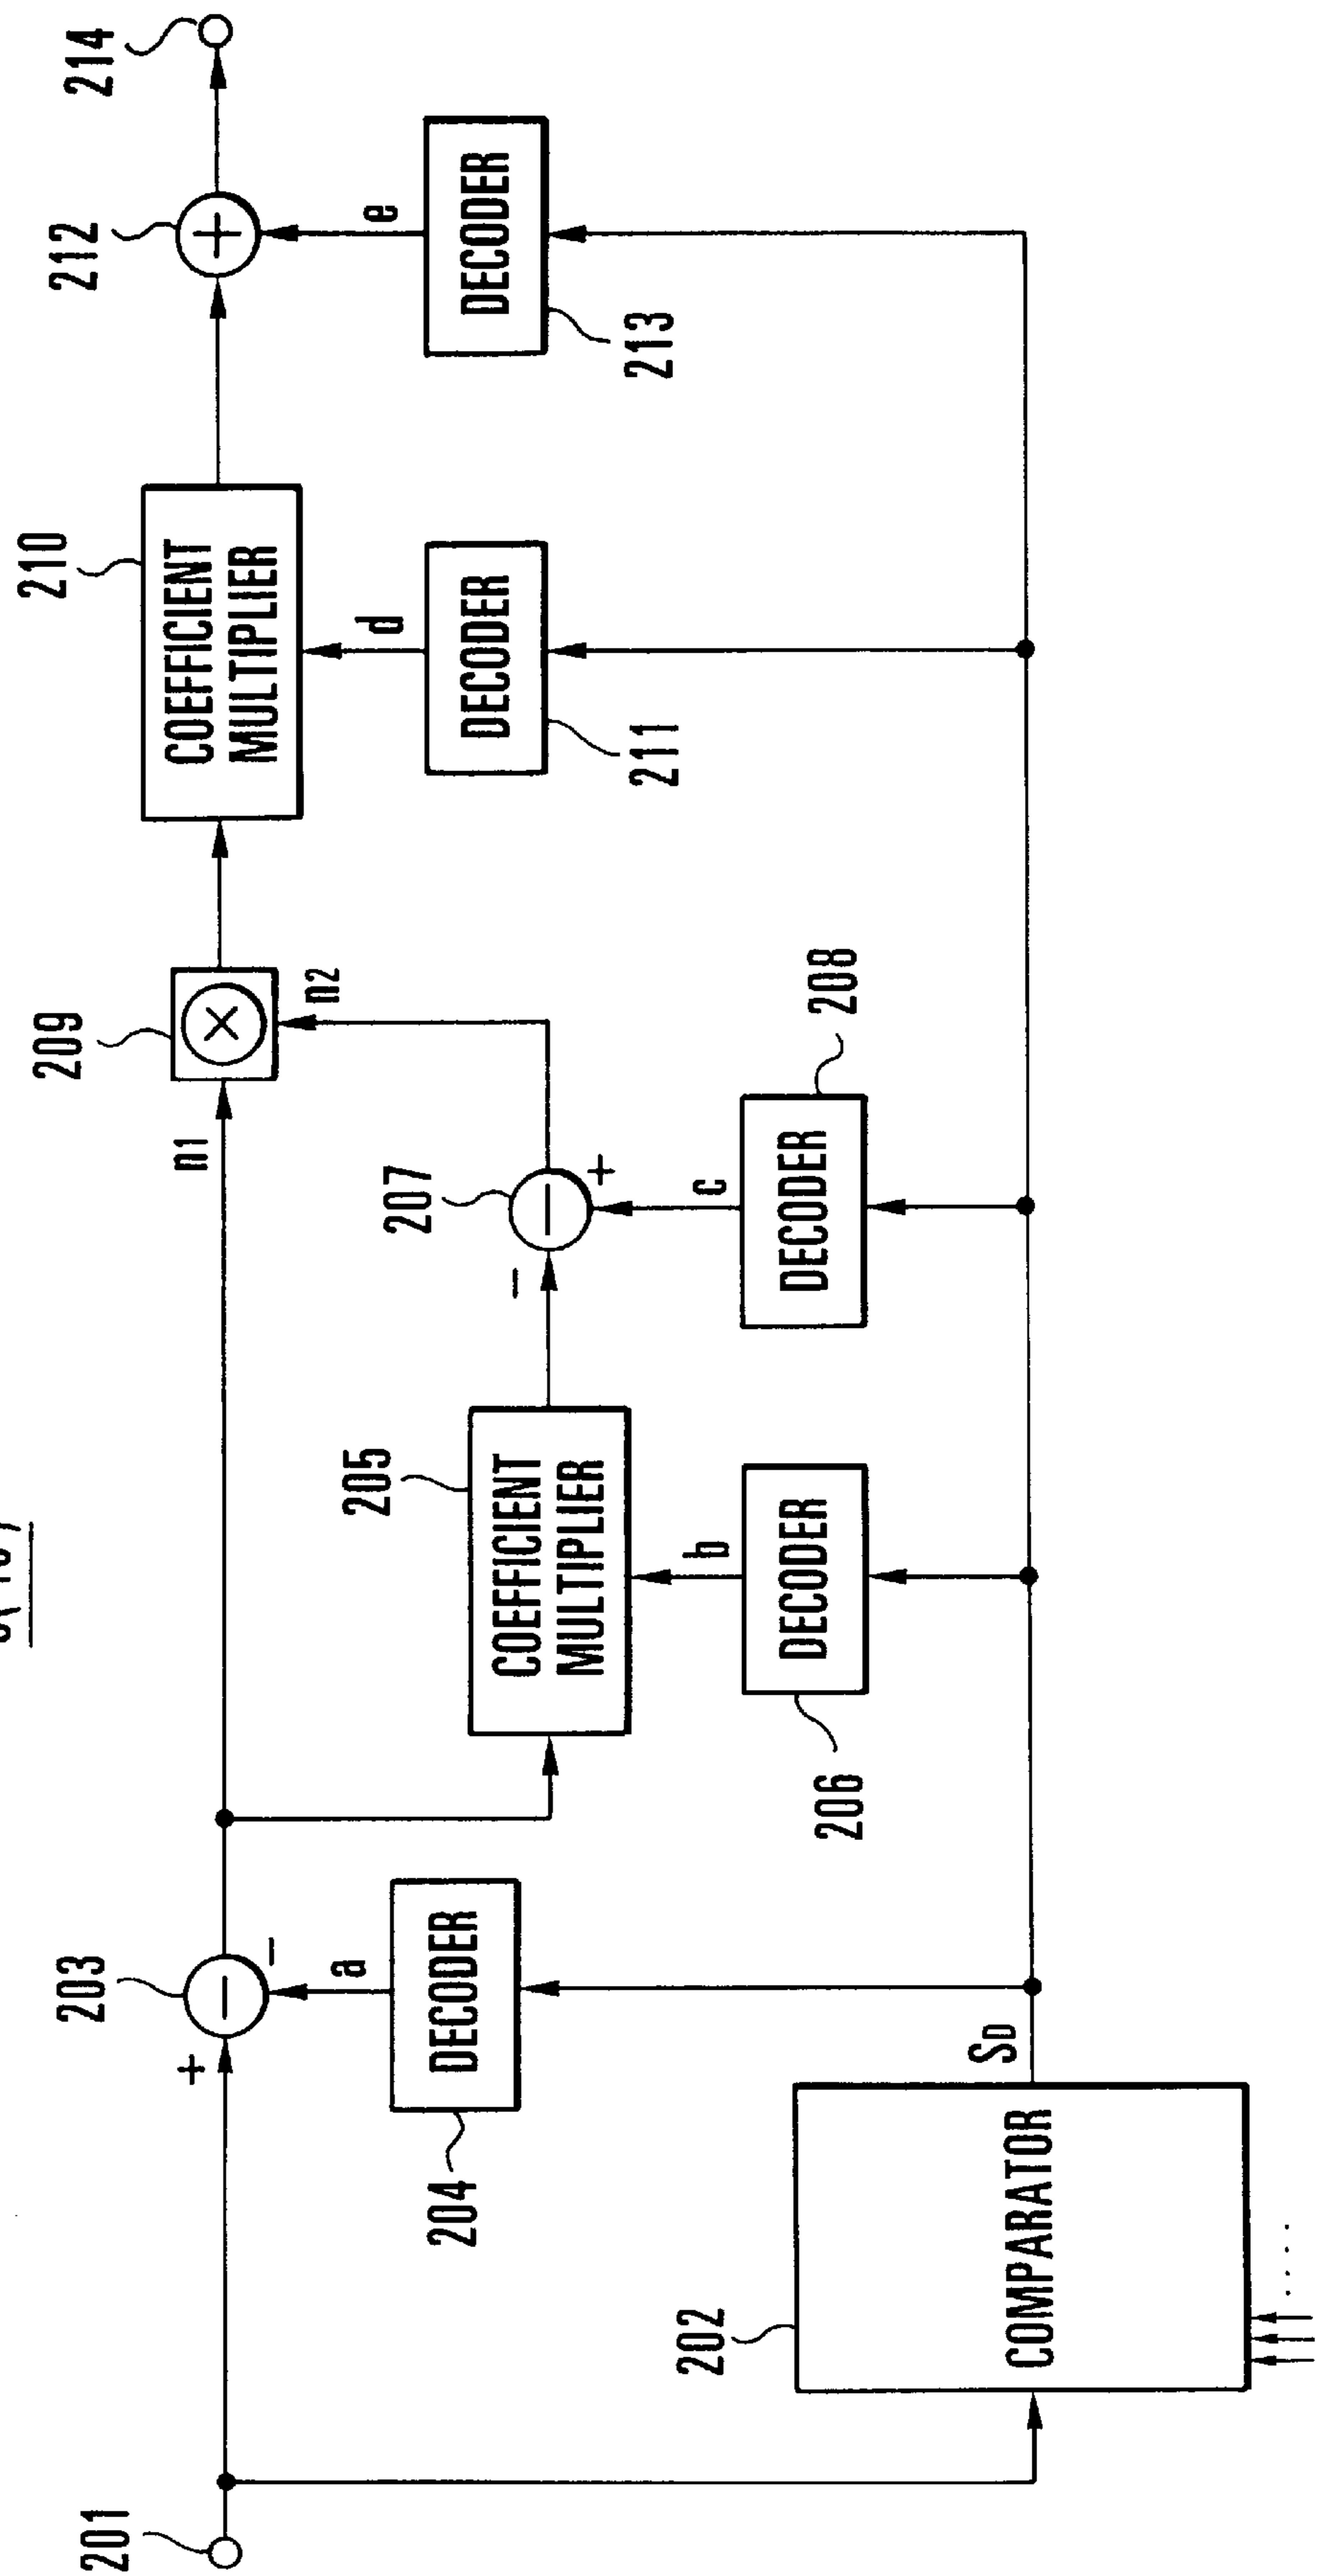 214
212
+
e
DECODER
213
210
COEFFICIENT
MULTIPLIER
d
DECODER
211
209
×
n1
n2
207
−
+
−
c
DECODER
208
205
COEFFICIENT
MULTIPLIER
b
DECODER
206
203
+
−
−
a
DECODER
204
SD
202
COMPARATOR
201